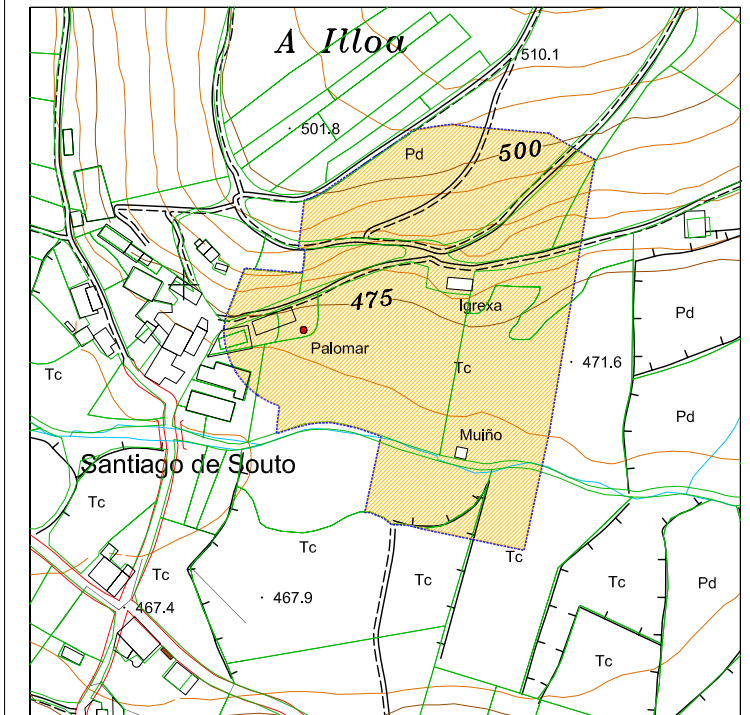 A Illoa
510.1
501.8
Pd
500
475
Igrexa
Pd
Palomar
471.6
Tc
Tc
Pd
Muiño
Santiago de Souto
Tc
Tc
Tc
Tc
Tc
Tc
Pd
467.4
467.9
Tc